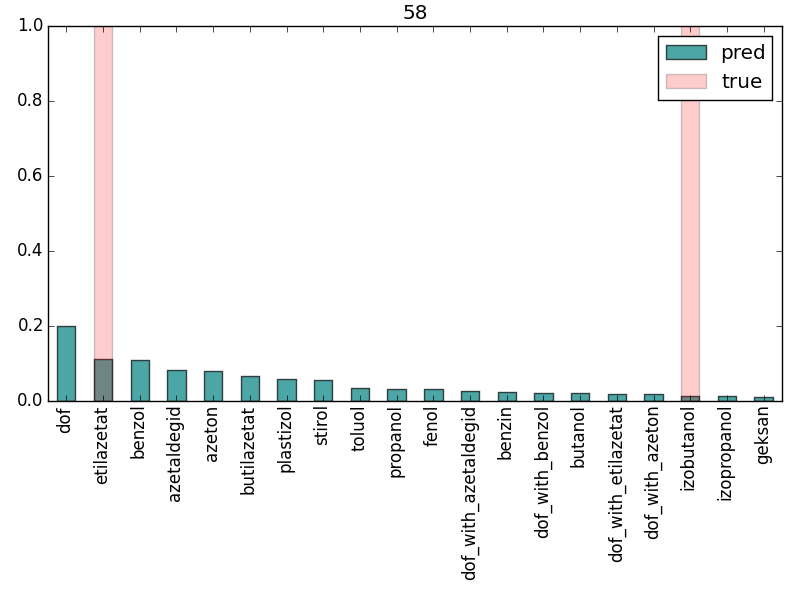 58
1.0
0.8
0.6
0.4
0.2
0.0
pred
true
dof
etilazetat
benzol
azetaldegid
azeton
butilazetat
plastizol
stirol
toluol
propanol
fenol
dof_with_azetaldegid
benzin
dof_with_benzol
butanol
dof_with_etilazetat
dof_with_azeton
izobutanol
izopropanol
geksan